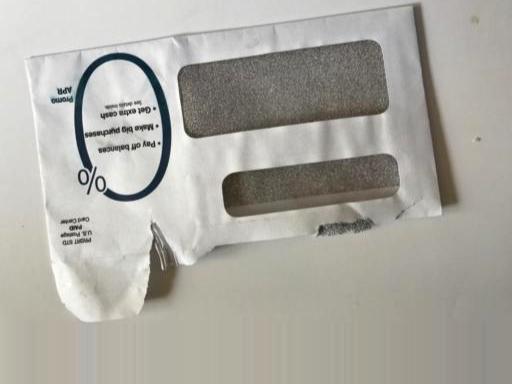 PRSRT STD
U.S. Postage
PAID
Card Center
0%
Promo
APR
• Pay off balances
• Make big purchases
• Get extra cash
See details inside.